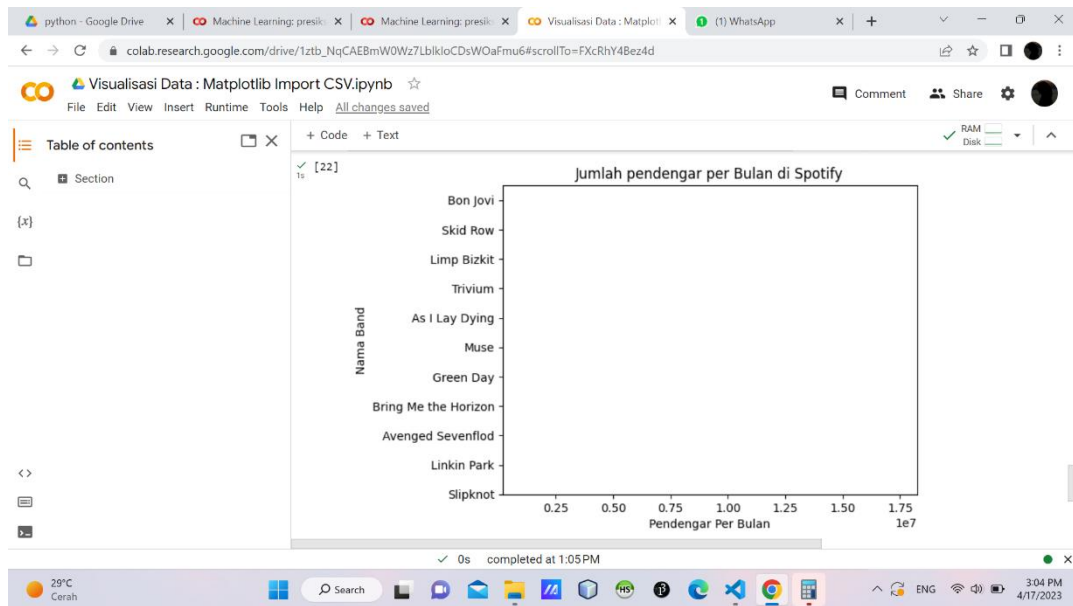 python - Google Drive
Machine Learning: presik
Machine Learning: presik
Visualisasi Data : Matplotl
(1) WhatsApp
colab.research.google.com/drive/1ztb_NqCAEBmW0Wz7LblkIoCDsWOaFmu6#scrollTo=FXcRhY4Bez4d
CO Visualisasi Data : Matplotlib Import CSV.ipynb
Comment Share
File Edit View Insert Runtime Tools Help All changes saved
Table of contents
+ Code + Text
RAM
Disk
Section
{x}
<>
[22]
1s
Jumlah pendengar per Bulan di Spotify
Nama Band
Bon Jovi
Skid Row
Limp Bizkit
Trivium
As I Lay Dying
Muse
Green Day
Bring Me the Horizon
Avenged Sevenflod
Linkin Park
Slipknot
0.25 0.50 0.75 1.00 1.25 1.50 1.75
Pendengar Per Bulan
1e7
0s completed at 1:05 PM
29°C
Cerah
Search
HS
ENG
3:04 PM
4/17/2023